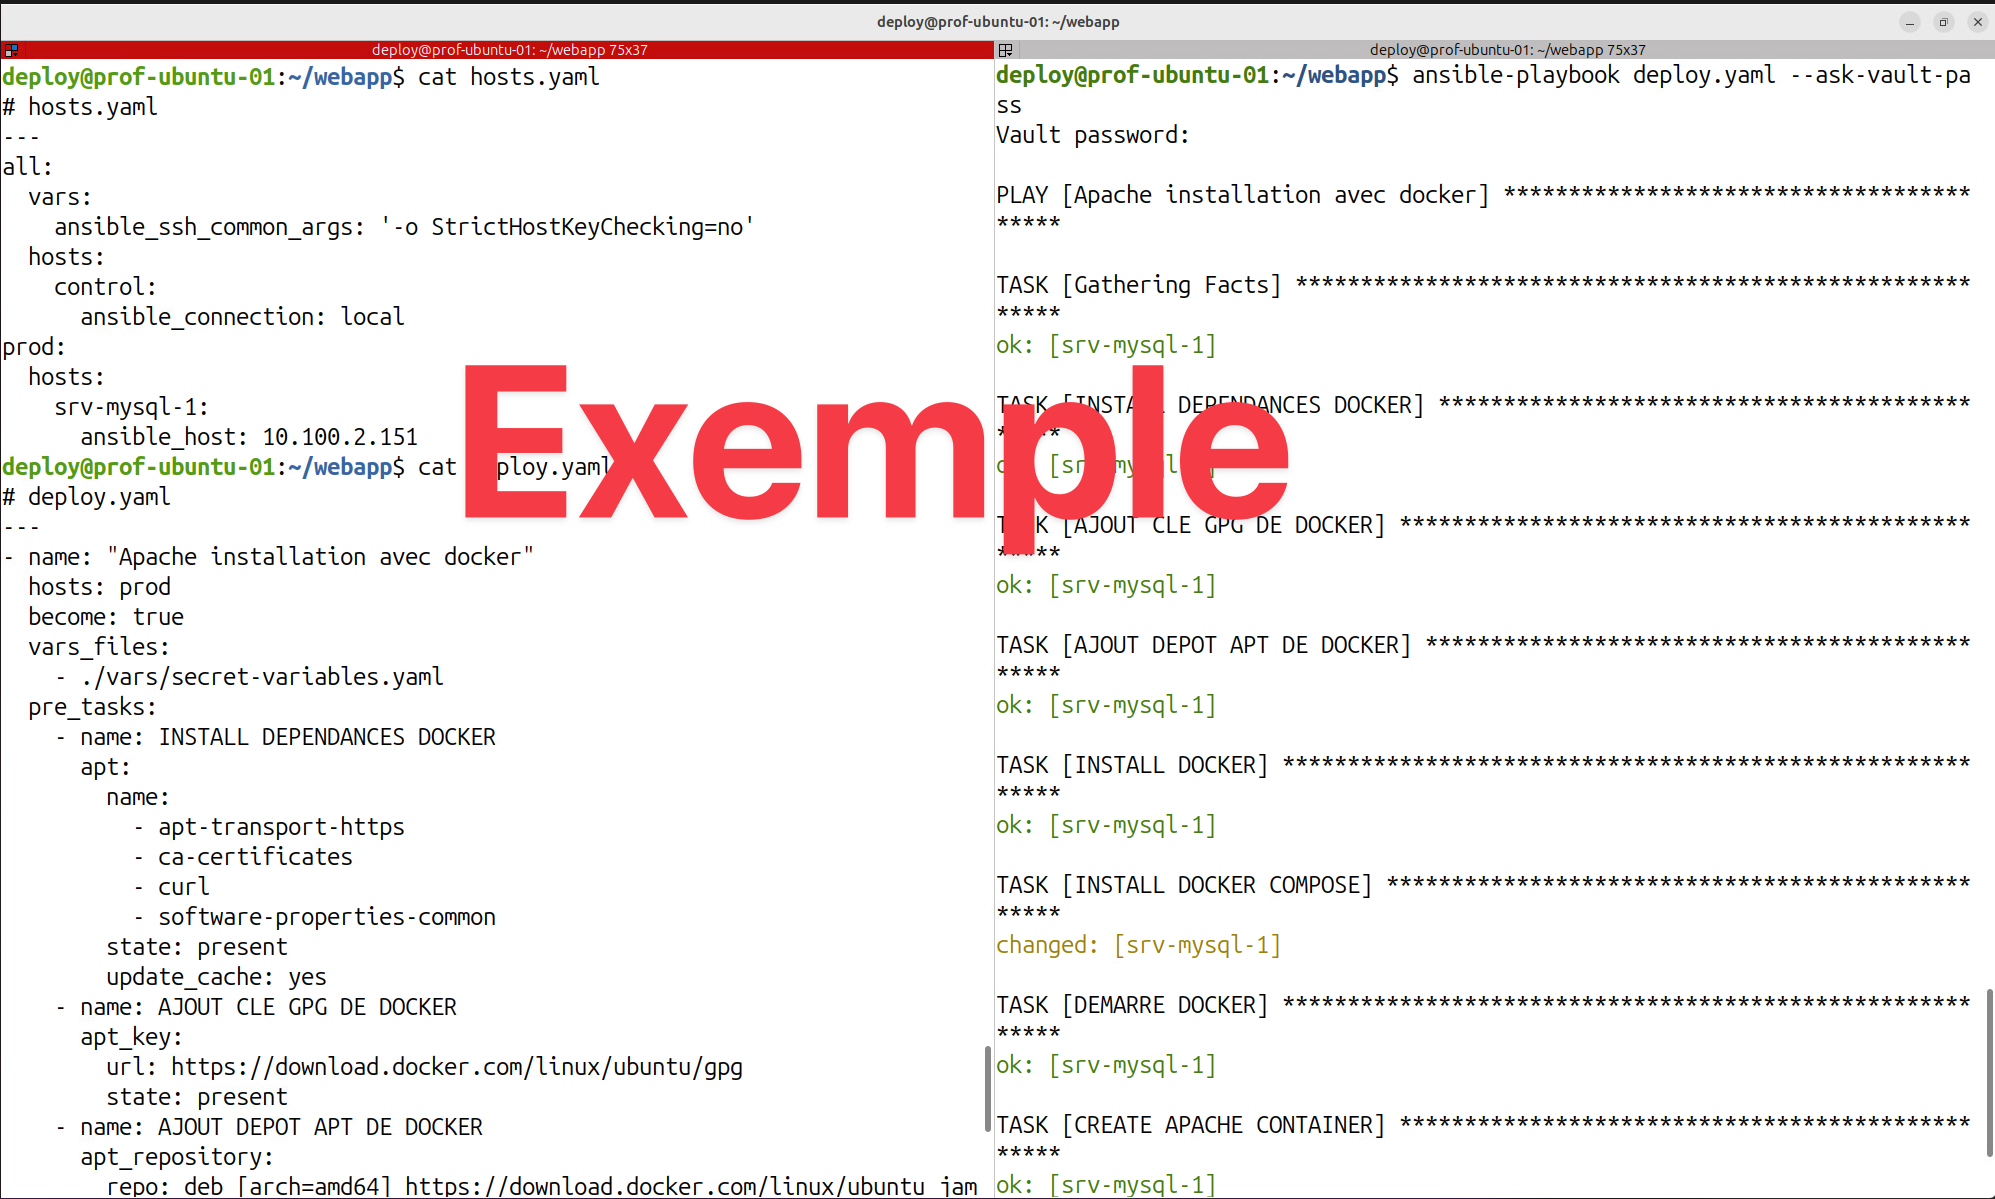 deploy@prof-ubuntu-01: ~/webapp
deploy@prof-ubuntu-01: ~/webapp 75x37
deploy@prof-ubuntu-01:~/webapp$ cat hosts.yaml
# hosts.yaml
---
all:
  vars:
    ansible_ssh_common_args: '-o StrictHostKeyChecking=no'
  hosts:
    control:
      ansible_connection: local
prod:
  hosts:
    srv-mysql-1:
      ansible_host: 10.100.2.151
deploy@prof-ubuntu-01:~/webapp$ cat ploy.yaml
# deploy.yaml
---
- name: "Apache installation avec docker"
  hosts: prod
  become: true
  vars_files:
    - ./vars/secret-variables.yaml
  pre_tasks:
    - name: INSTALL DEPENDANCES DOCKER
      apt:
        name:
          - apt-transport-https
          - ca-certificates
          - curl
          - software-properties-common
        state: present
        update_cache: yes
    - name: AJOUT CLE GPG DE DOCKER
      apt_key:
        url: https://download.docker.com/linux/ubuntu/gpg
        state: present
    - name: AJOUT DEPOT APT DE DOCKER
      apt_repository:
        repo: deb [arch=amd64] https://download.docker.com/linux/ubuntu jam
Exemple
deploy@prof-ubuntu-01: ~/webapp 75x37
deploy@prof-ubuntu-01:~/webapp$ ansible-playbook deploy.yaml --ask-vault-pa
ss
Vault password:
PLAY [Apache installation avec docker] ************************************
*****
TASK [Gathering Facts] ****************************************************
*****
ok: [srv-mysql-1]
TASK [INSTALL DEPENDANCES DOCKER] *****************************************
*****
ok: [srv-mysql-1]
TASK [AJOUT CLE GPG DE DOCKER] ********************************************
*****
ok: [srv-mysql-1]
TASK [AJOUT DEPOT APT DE DOCKER] ******************************************
*****
ok: [srv-mysql-1]
TASK [INSTALL DOCKER] *****************************************************
*****
ok: [srv-mysql-1]
TASK [INSTALL DOCKER COMPOSE] *********************************************
*****
changed: [srv-mysql-1]
TASK [DEMARRE DOCKER] *****************************************************
*****
ok: [srv-mysql-1]
TASK [CREATE APACHE CONTAINER] ********************************************
*****
ok: [srv-mysql-1]